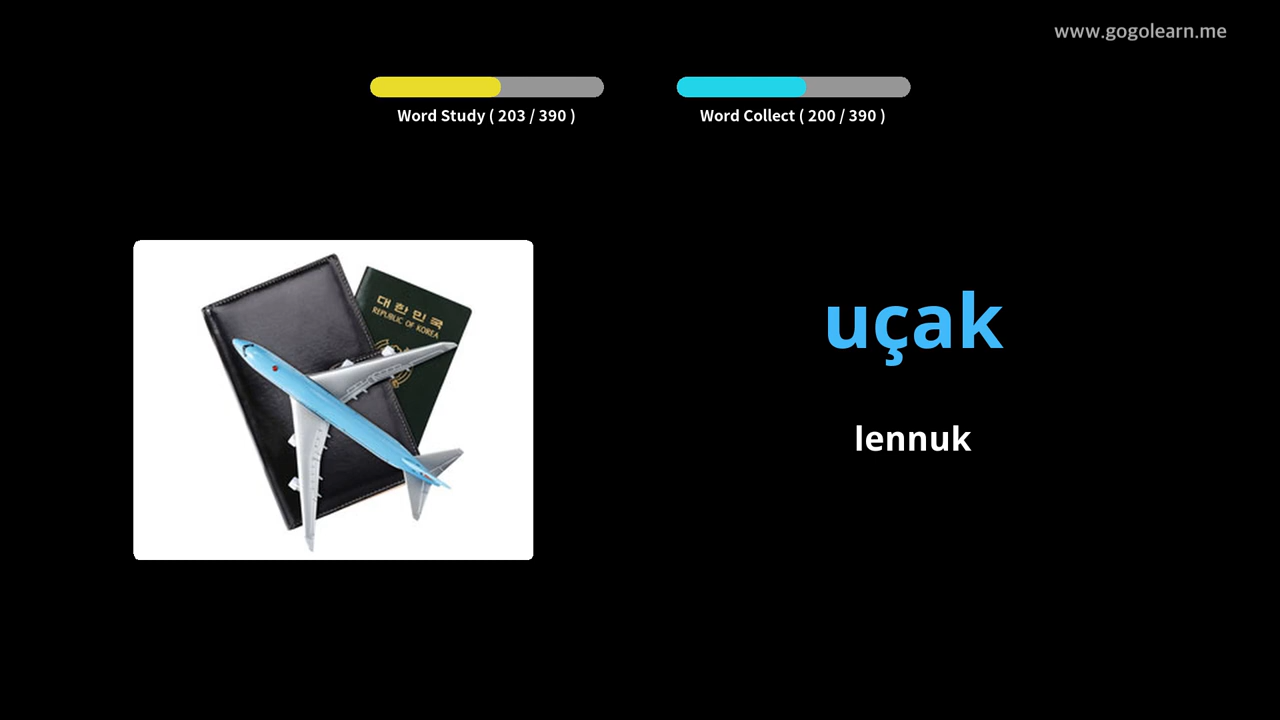 www.gogolearn.me
Word Study ( 203 / 390 )
Word Collect ( 200 / 390 )
대한민국
REPUBLIC OF KOREA
uçak
lennuk